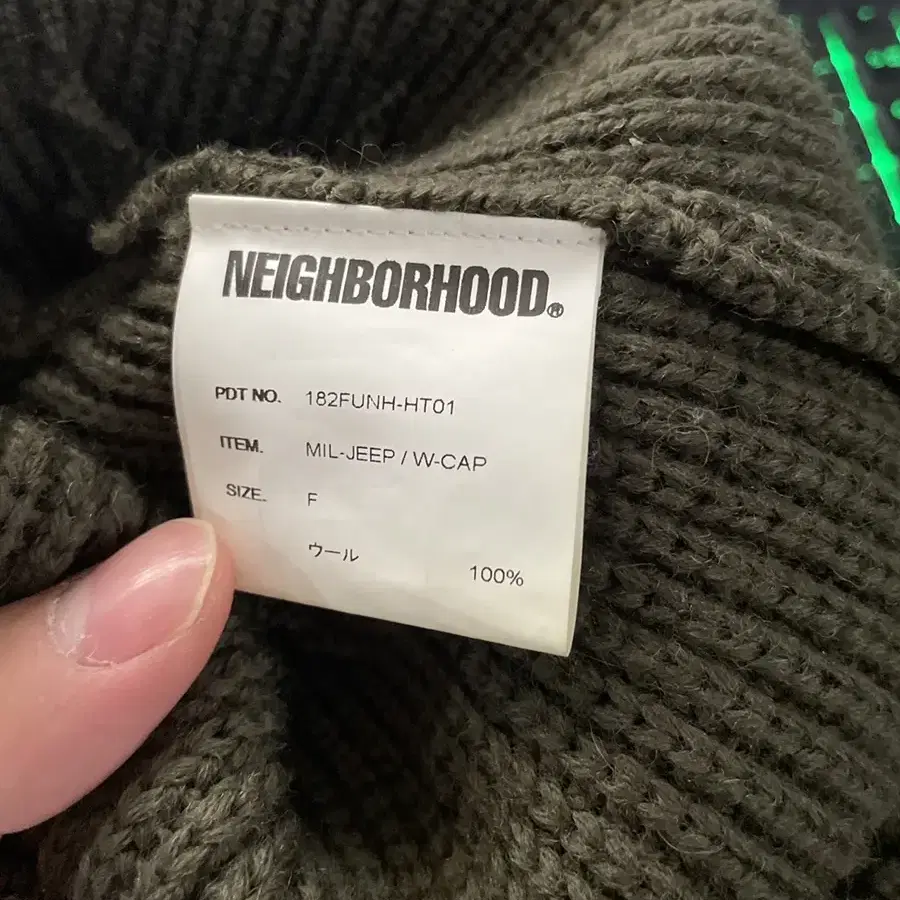 NEIGHBORHOOD®
PDT NO. 182FUNH-HT01
ITEM. MIL-JEEP / W-CAP
SIZE. F
ウール 100%